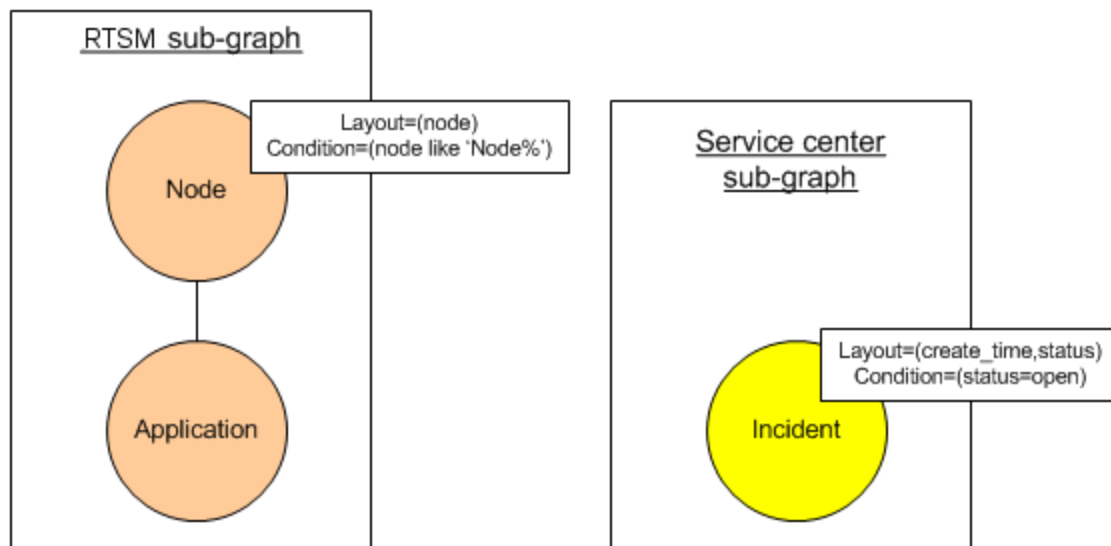 RTSM sub-graph
Layout=(node)
Condition=(node like ‘Node%’)
Node
Application
Service center
sub-graph
Layout=(create_time,status)
Condition=(status=open)
Incident